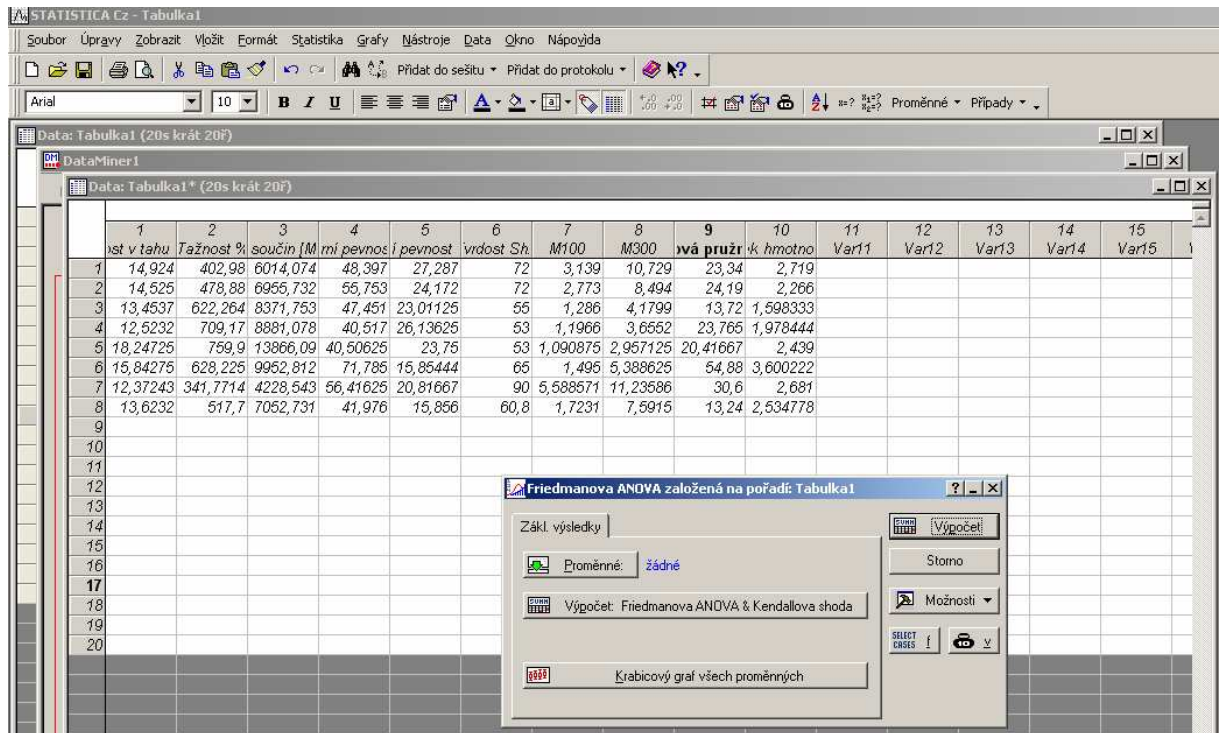 STATISTICA Cz - Tabulka1
Soubor Úpravy Zobrazit Vložit Formát Statistika Grafy Nástroje Data Okno Nápověda
Přidat do sešitu Přidat do protokolu
Arial 10 B I U Proměnné Případy
Data: Tabulka1 (20s krát 20ř)
DataMiner1
Data: Tabulka1* (20s krát 20ř)
1 2 3 4 5 6 7 8 9 10 11 12 13 14 15
ost v tahu Tažnost % součin [M rní pevnos í pevnost vrdost Sh. M100 M300 ová pružr k hmotno Var11 Var12 Var13 Var14 Var15
1 14,924 402,98 6014,074 48,397 27,287 72 3,139 10,729 23,34 2,719
2 14,525 478,88 6955,732 55,753 24,172 72 2,773 8,494 24,19 2,266
3 13,4537 622,264 8371,753 47,451 23,01125 55 1,286 4,1799 13,72 1,598333
4 12,5232 709,17 8881,078 40,517 26,13625 53 1,1966 3,6552 23,765 1,978444
5 18,24725 759,9 13866,09 40,50625 23,75 53 1,090875 2,957125 20,41667 2,439
6 15,84275 628,225 9952,812 71,785 15,85444 65 1,495 5,388625 54,88 3,600222
7 12,37243 341,7714 4228,543 56,41625 20,81667 90 5,588571 11,23586 30,6 2,681
8 13,6232 517,7 7052,731 41,976 15,856 60,8 1,7231 7,5915 13,24 2,534778
9
10
11
12
13
14
15
16
17
18
19
20
Friedmanova ANOVA založená na pořadí: Tabulka1
Zákl. výsledky
Výpočet
Proměnné: žádné
Storno
Výpočet: Friedmanova ANOVA & Kendallova shoda
Možnosti
SELECT CASES f v
Krabicový graf všech proměnných